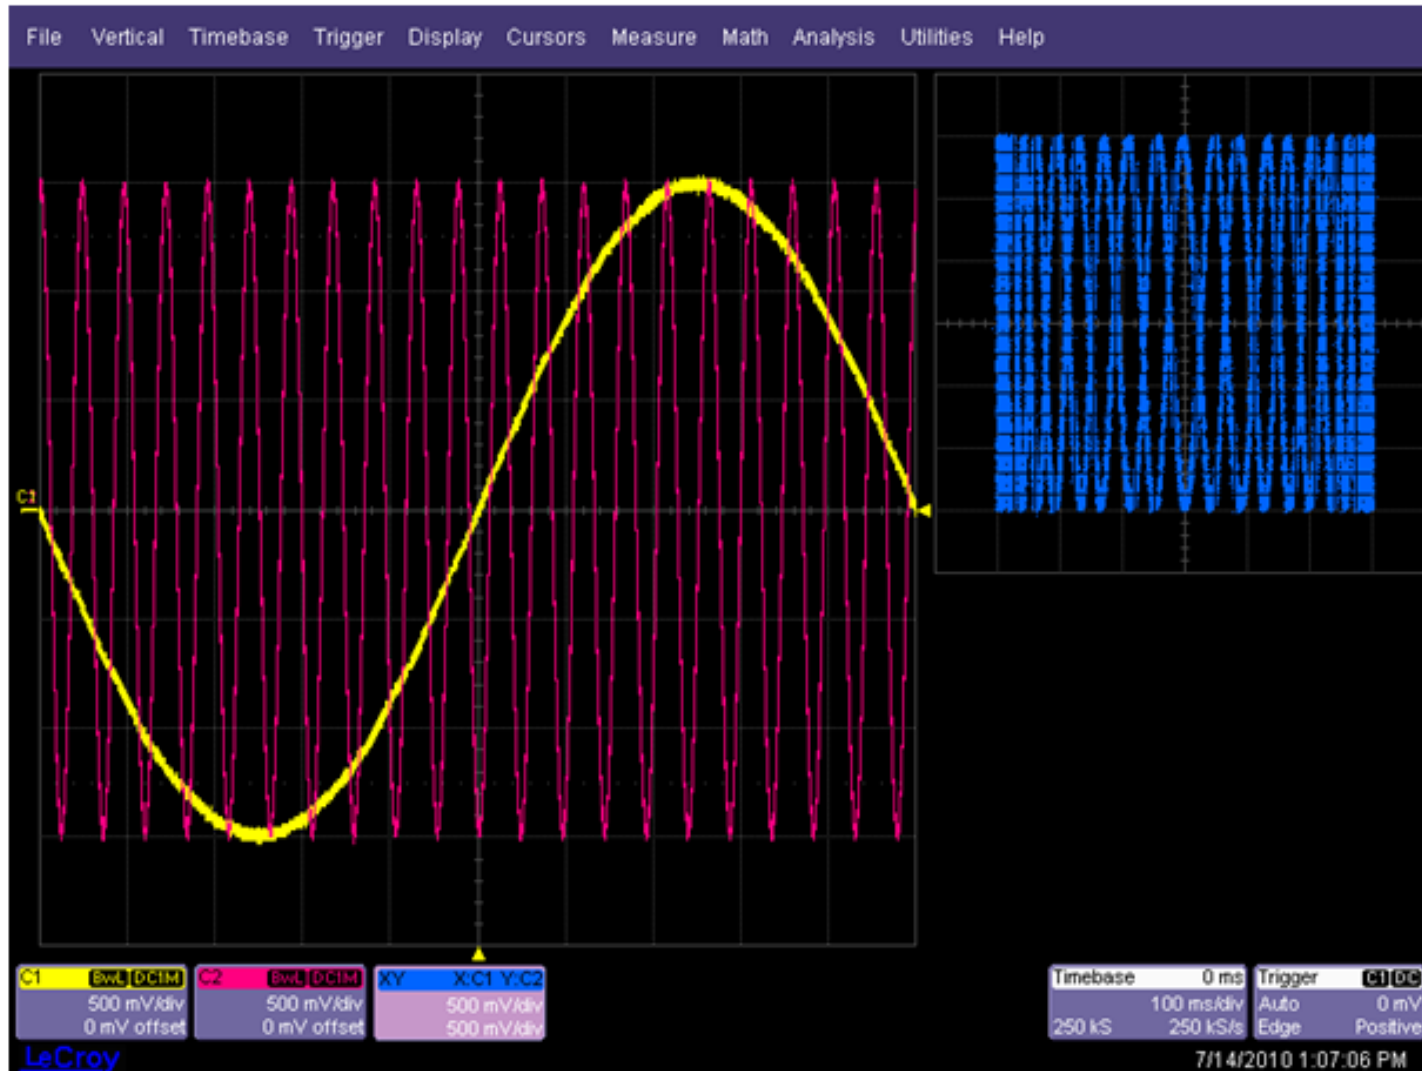 File Vertical Timebase Trigger Display Cursors Measure Math Analysis Utilities Help
C1
C1 BwL DC1M
500 mV/div
0 mV offset
C2 BwL DC1M
500 mV/div
0 mV offset
XY X:C1 Y:C2
500 mV/div
500 mV/div
Timebase 0 ms
100 ms/div
250 kS 250 kS/s
Trigger C1 DC
Auto 0 mV
Edge Positive
LeCroy
7/14/2010 1:07:06 PM